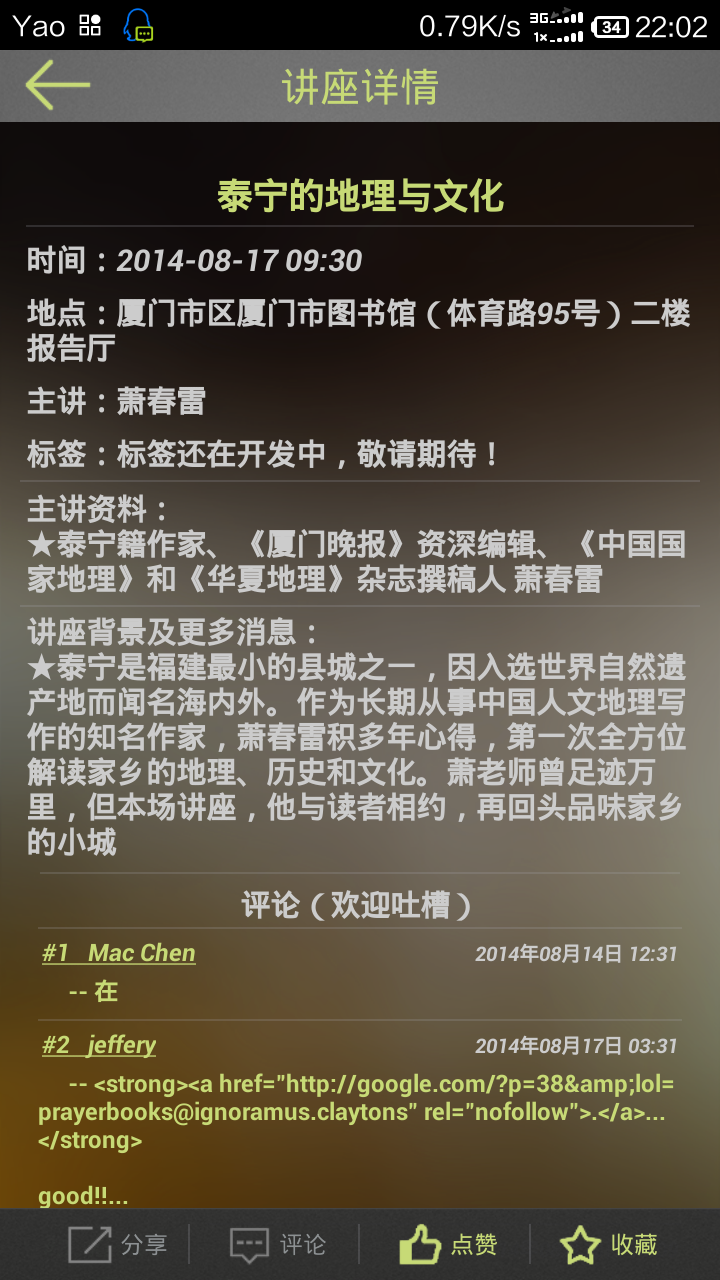 Yao 0.79K/s 3G 1× 34 22:02
讲座详情
泰宁的地理与文化
时间：2014-08-17 09:30
地点：厦门市区厦门市图书馆（体育路95号）二楼
报告厅
主讲：萧春雷
标签：标签还在开发中，敬请期待！
主讲资料：
★泰宁籍作家、《厦门晚报》资深编辑、《中国国
家地理》和《华夏地理》杂志撰稿人 萧春雷
讲座背景及更多消息：
★泰宁是福建最小的县城之一，因入选世界自然遗
产地而闻名海内外。作为长期从事中国人文地理写
作的知名作家，萧春雷积多年心得，第一次全方位
解读家乡的地理、历史和文化。萧老师曾足迹万
里，但本场讲座，他与读者相约，再回头品味家乡
的小城
评论（欢迎吐槽）
#1 Mac Chen 2014年08月14日 12:31
-- 在
#2 jeffery 2014年08月17日 03:31
-- <strong><a href="http://google.com/?p=38&amp;lol=
prayerbooks@ignoramus.claytons" rel="nofollow">.</a>...
</strong>
good!!...
分享 评论 点赞 收藏